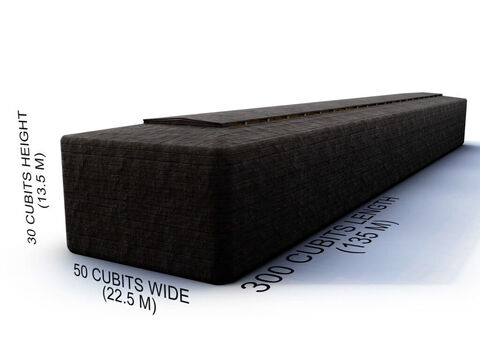 30 CUBITS HEIGHT
(13.5 M)
50 CUBITS WIDE
(22.5 M)
300 CUBITS LENGTH
(135 M)